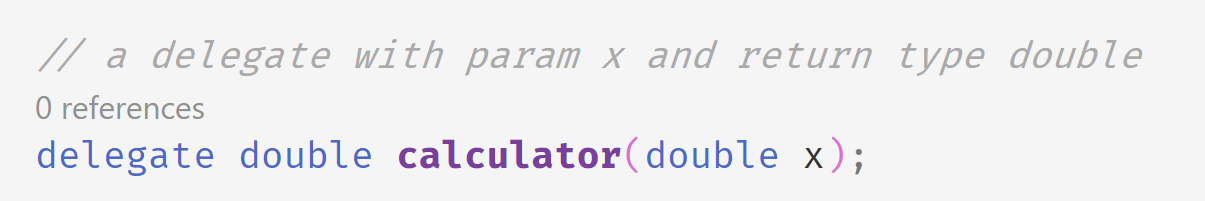 // a delegate with param x and return type double
0 references
delegate double calculator(double x);